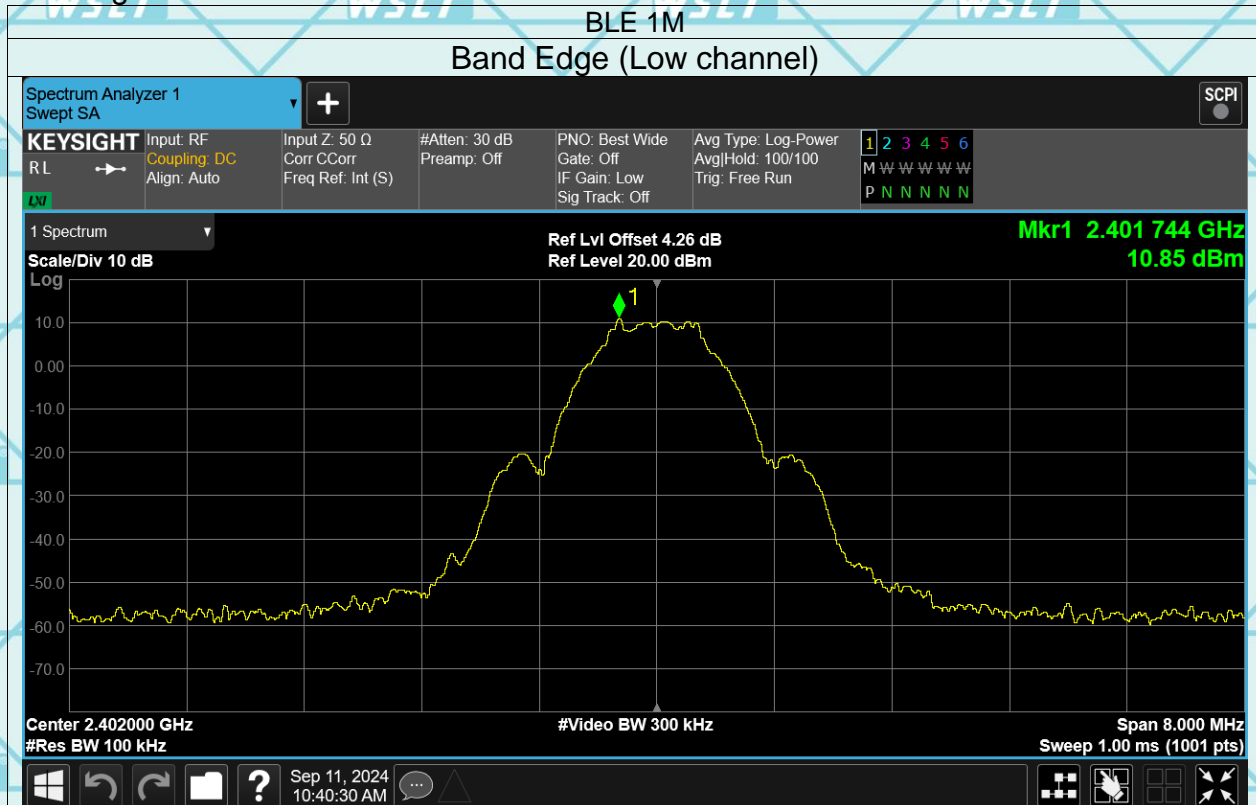 WSCT WSCT WSCT
BLE 1M
Band Edge (Low channel)
Spectrum Analyzer 1
Swept SA
▼
+
SCPI
KEYSIGHT
RL
LXI
Input: RF
Coupling: DC
Align: Auto
Input Z: 50 Ω
Corr CCorr
Freq Ref: Int (S)
#Atten: 30 dB
Preamp: Off
PNO: Best Wide
Gate: Off
IF Gain: Low
Sig Track: Off
Avg Type: Log-Power
Avg|Hold: 100/100
Trig: Free Run
1 2 3 4 5 6
M W W W W W
P N N N N N
1 Spectrum ▼
Scale/Div 10 dB
Log
Ref Lvl Offset 4.26 dB
Ref Level 20.00 dBm
Mkr1 2.401 744 GHz
10.85 dBm
1
10.0
0.00
-10.0
-20.0
-30.0
-40.0
-50.0
-60.0
-70.0
Center 2.402000 GHz
#Res BW 100 kHz
#Video BW 300 kHz
Span 8.000 MHz
Sweep 1.00 ms (1001 pts)
?
Sep 11, 2024
10:40:30 AM